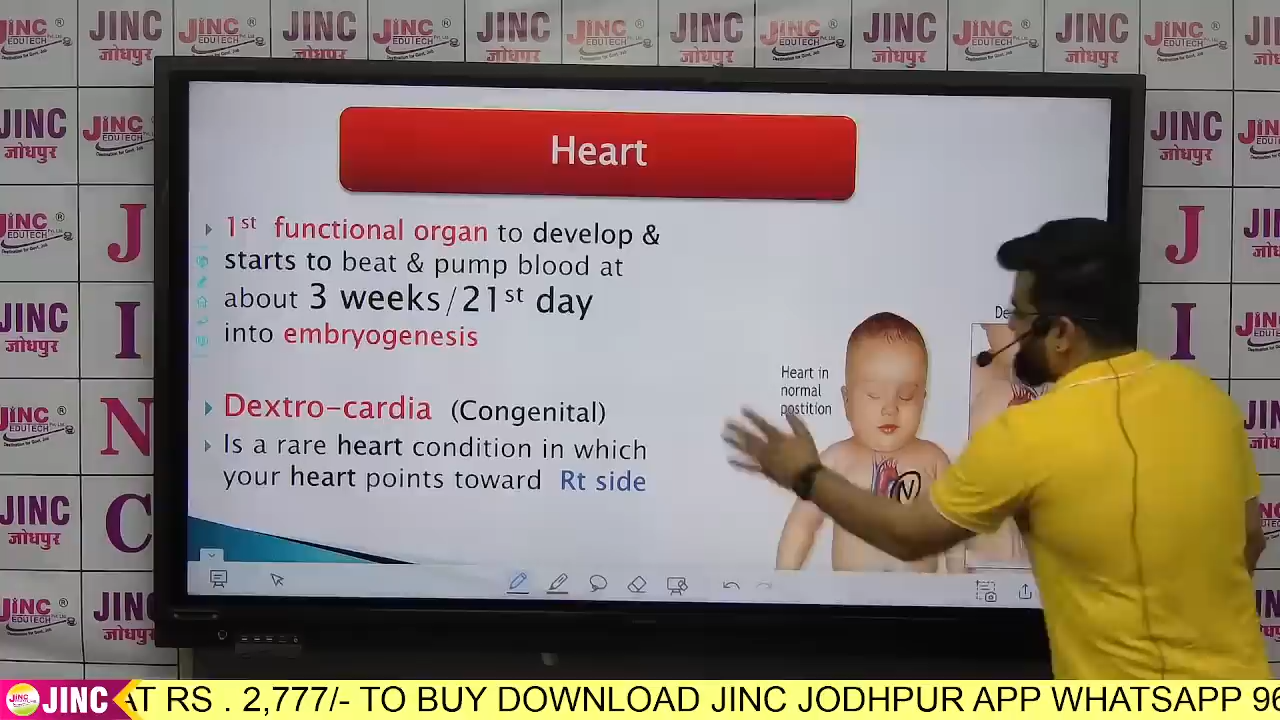 JINC
जोधपुर
JINC
EDUTECH
J
I
N
C
J
I
Heart
1st functional organ to develop &
starts to beat & pump blood at
about 3 weeks/21st day
into embryogenesis
Dextro-cardia (Congenital)
Is a rare heart condition in which
your heart points toward Rt side
De
Heart in
normal
postition
N
JINC
AT RS . 2,777/- TO BUY DOWNLOAD JINC JODHPUR APP WHATSAPP 96